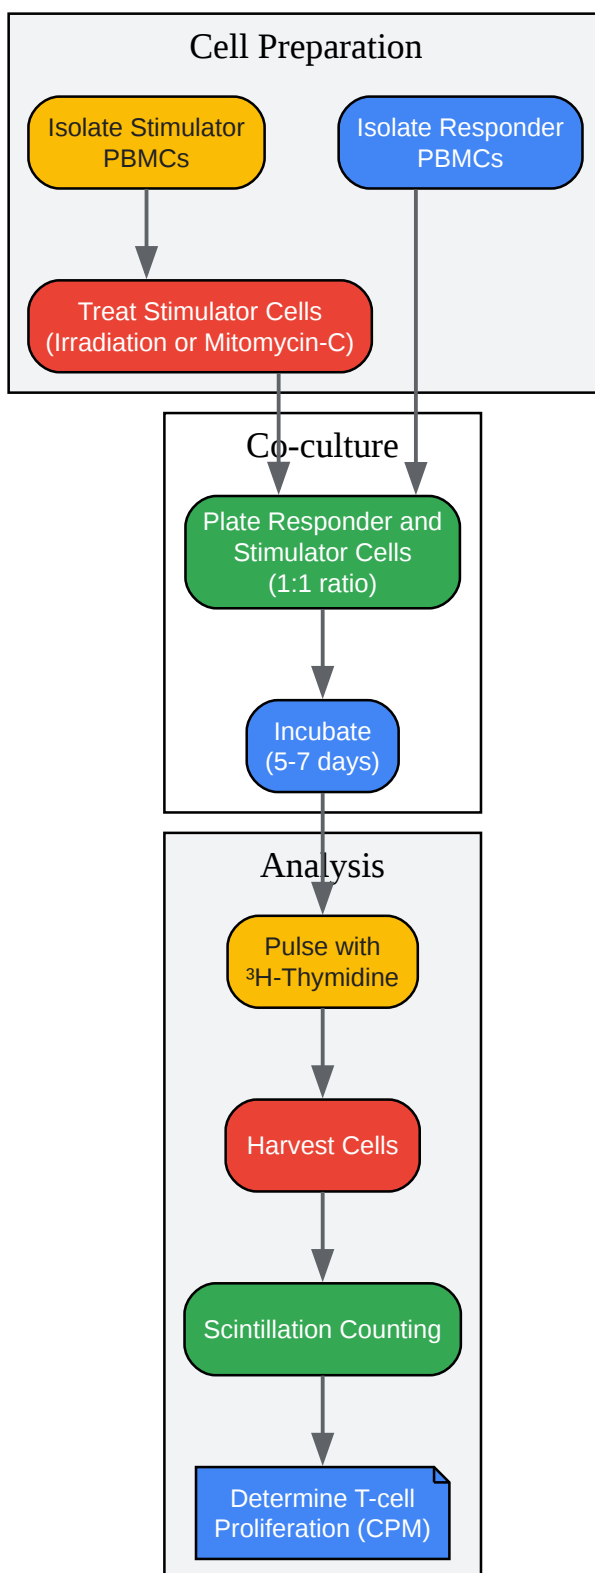 Cell Preparation
Isolate Stimulator
PBMCs
Isolate Responder
PBMCs
Treat Stimulator Cells
(Irradiation or Mitomycin-C)
Co-culture
Plate Responder and
Stimulator Cells
(1:1 ratio)
Incubate
(5-7 days)
Analysis
Pulse with
³H-Thymidine
Harvest Cells
Scintillation Counting
Determine T-cell
Proliferation (CPM)